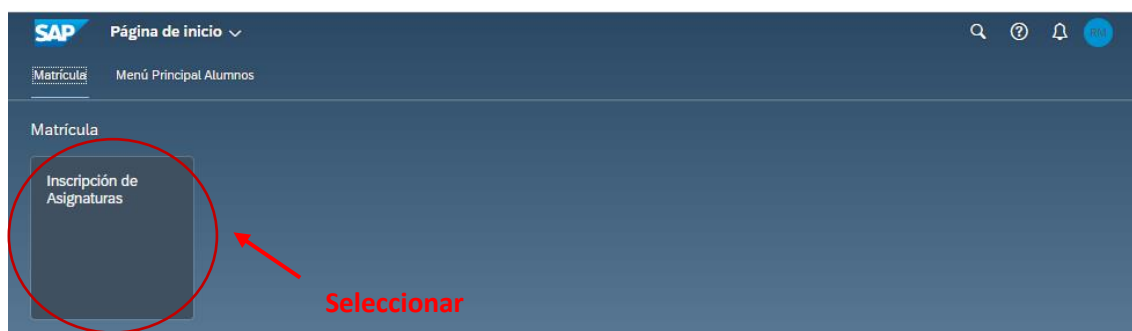 SAP Página de inicio
RM
Matrícula Menú Principal Alumnos
Matrícula
Inscripción de
Asignaturas
Seleccionar